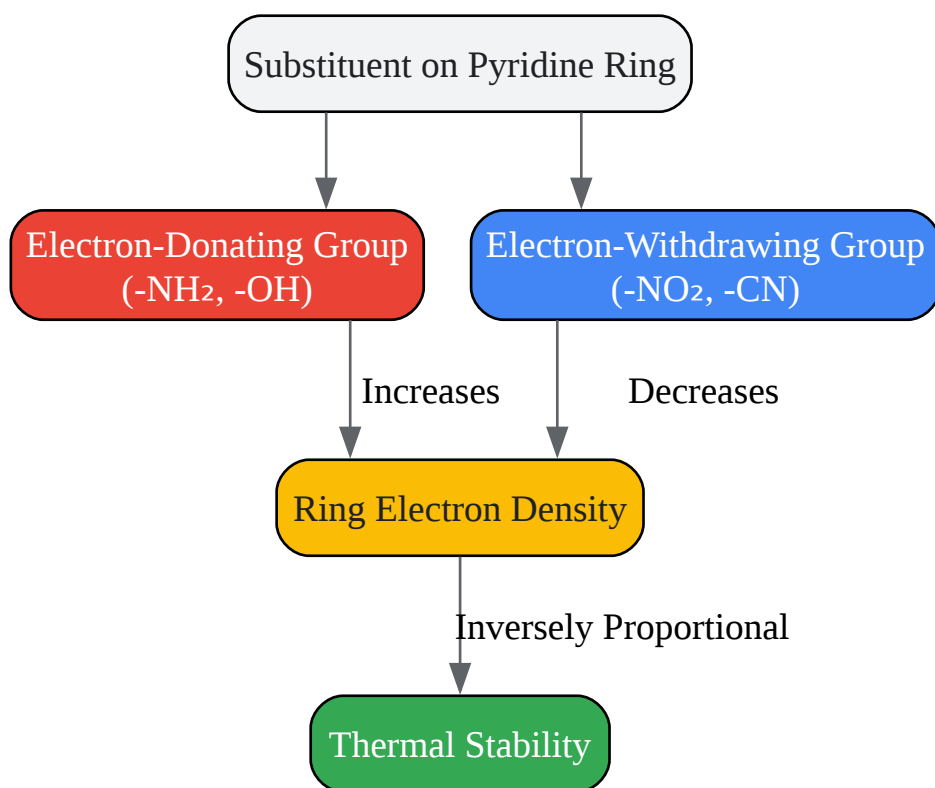 Substituent on Pyridine Ring
Electron-Donating Group
(-NH₂, -OH)
Electron-Withdrawing Group
(-NO₂, -CN)
Increases
Decreases
Ring Electron Density
Inversely Proportional
Thermal Stability